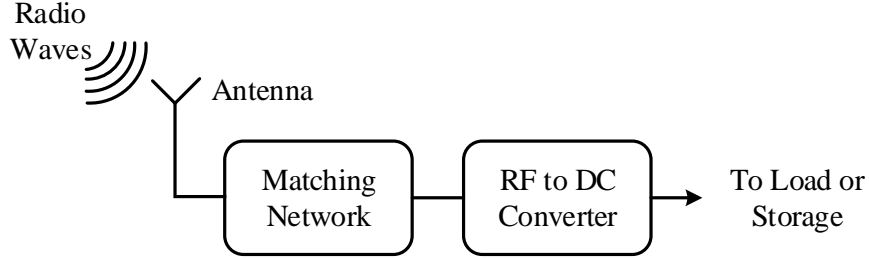 Radio
Waves
Antenna
Matching
Network
RF to DC
Converter
To Load or
Storage